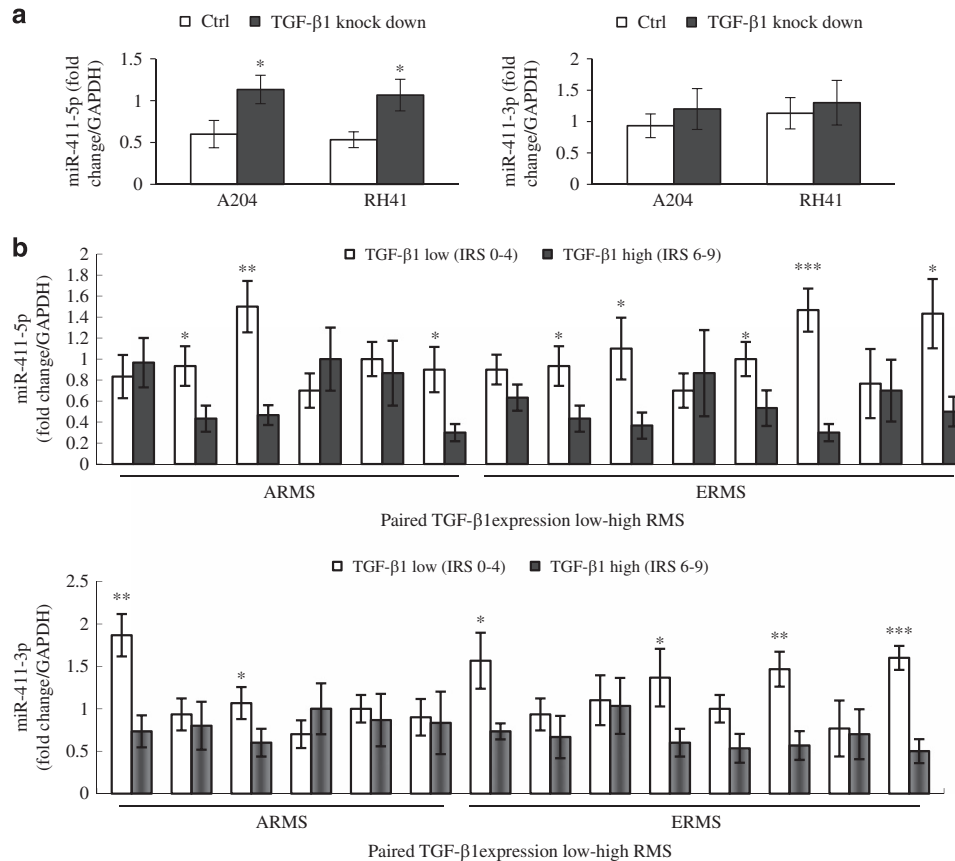 a
Ctrl TGF-β1 knock down
miR-411-5p (fold
change/GAPDH)
1.5
1
0.5
0
* *
A204 RH41
Ctrl TGF-β1 knock down
miR-411-3p (fold
change/GAPDH)
2
1.5
1
0.5
0
A204 RH41
b
TGF-β1 low (IRS 0-4) TGF-β1 high (IRS 6-9)
miR-411-5p
(fold change/GAPDH)
2
1.8
1.6
1.4
1.2
1
0.8
0.6
0.4
0.2
0
* ** * * * * *** *
ARMS ERMS
Paired TGF-β1expression low-high RMS
TGF-β1 low (IRS 0-4) TGF-β1 high (IRS 6-9)
miR-411-3p
(fold change/GAPDH)
2.5
2
1.5
1
0.5
0
** * * * ** ***
ARMS ERMS
Paired TGF-β1expression low-high RMS